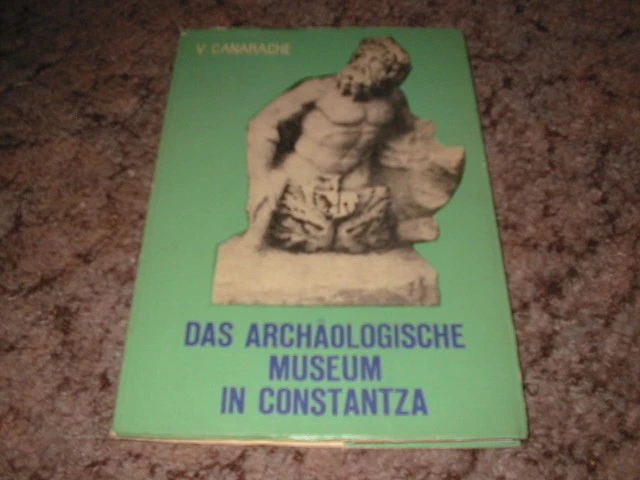 V. CANARACHE
DAS ARCHÄOLOGISCHE
MUSEUM
IN CONSTANTZA